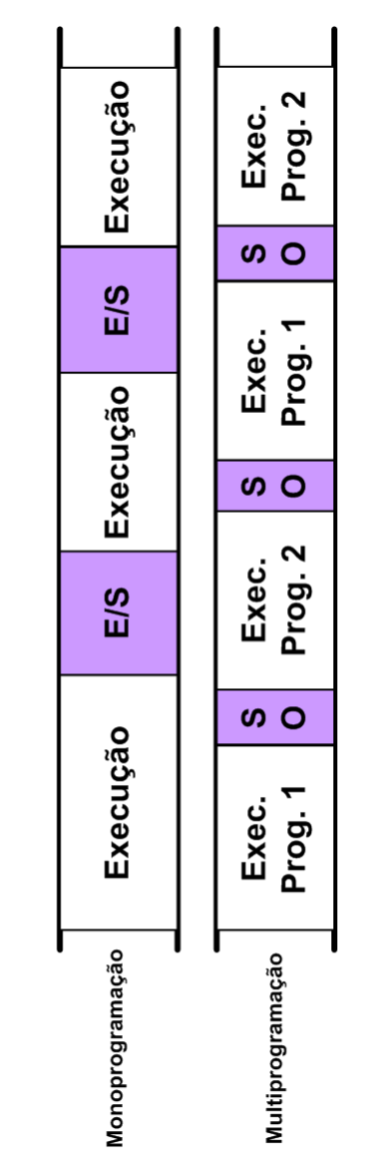 Monoprogramação
Execução
E/S
Execução
E/S
Execução
Multiprogramação
Exec.
Prog. 1
S
O
Exec.
Prog. 2
S
O
Exec.
Prog. 1
S
O
Exec.
Prog. 2